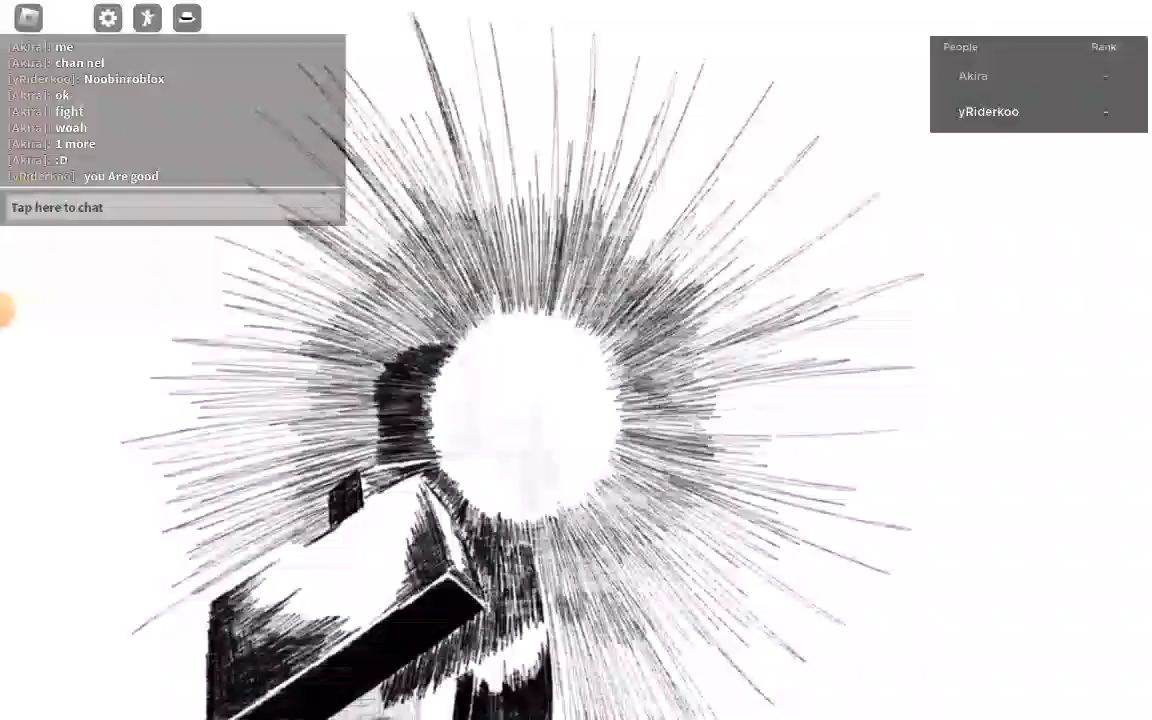 [Akira]: me
[Akira]: chan nel
[yRiderkoo]: Noobinroblox
[Akira]: ok
[Akira]: fight
[Akira]: woah
[Akira]: 1 more
[Akira]: :D
[yRiderkoo]: you Are good
Tap here to chat
People Rank
Akira -
yRiderkoo -